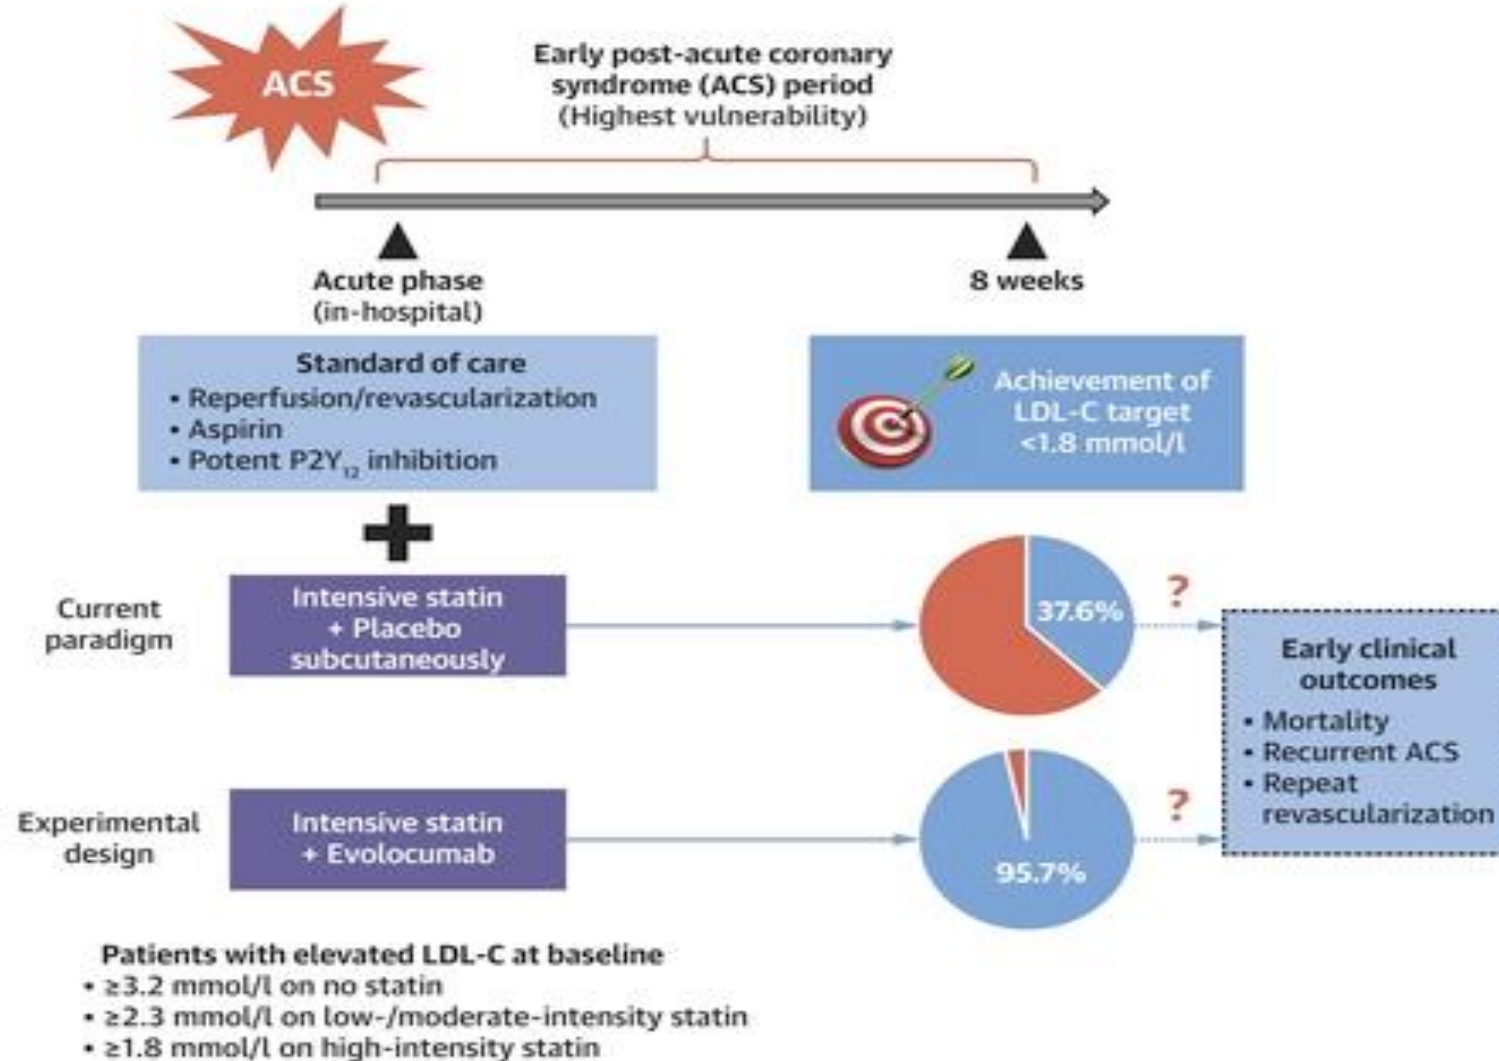 ACS
Early post-acute coronary
syndrome (ACS) period
(Highest vulnerability)
Acute phase
(in-hospital)
8 weeks
Standard of care
• Reperfusion/revascularization
• Aspirin
• Potent P2Y₁₂ inhibition
Achievement of
LDL-C target
<1.8 mmol/l
Current
paradigm
Intensive statin
+ Placebo
subcutaneously
37.6%
?
Early clinical
outcomes
• Mortality
• Recurrent ACS
• Repeat
revascularization
Experimental
design
Intensive statin
+ Evolocumab
95.7%
?
Patients with elevated LDL-C at baseline
• ≥3.2 mmol/l on no statin
• ≥2.3 mmol/l on low-/moderate-intensity statin
• ≥1.8 mmol/l on high-intensity statin